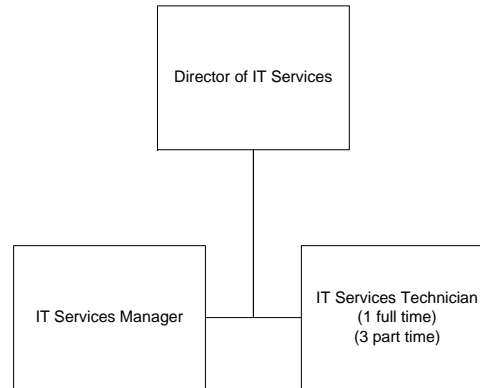 Director of IT Services
IT Services Manager
IT Services Technician
(1 full time)
(3 part time)